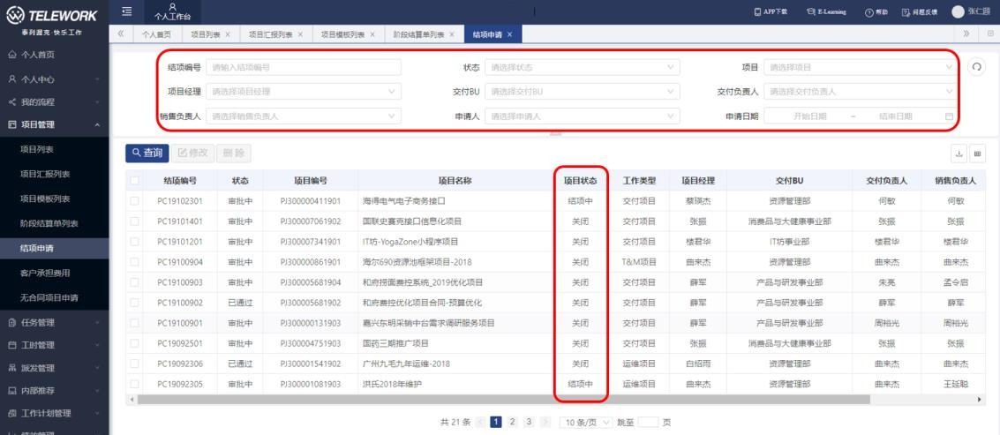 TELEWORK
泰列渥克·快乐工作
个人工作台
APP下载 E-Learning 帮助 问题反馈 张仁颢
个人首页 项目列表 × 项目汇报列表 × 项目模板列表 × 阶段结算单列表 × 结项申请 ×
个人首页
个人中心
我的流程
项目管理
项目列表
项目汇报列表
项目模板列表
阶段结算单列表
结项申请
客户承担费用
无合同项目申请
任务管理
工时管理
派发管理
内部推荐
工作计划管理
绩效管理
结项编号 请输入结项编号 状态 请选择状态 项目 请选择项目
项目经理 请选择项目经理 交付BU 请选择交付BU 交付负责人 请选择交付负责人
销售负责人 请选择销售负责人 申请人 请选择申请人 申请日期 开始日期 ~ 结束日期
查询 修改 删除
结项编号 状态 项目编号 项目名称 项目状态 工作类型 项目经理 交付BU 交付负责人 销售负责人
PC19102301 审批中 PJ300000411901 海得电气电子商务接口 结项中 交付项目 蔡瑛杰 资源管理部 何敏 何敏
PC19101401 审批中 PJ300007061902 国联史赛克接口信息化项目 关闭 交付项目 张振 消费品与大健康事业部 张振 张振
PC19101201 审批中 PJ300007341901 IT坊-YogaZone小程序项目 关闭 交付项目 楼君华 IT坊事业部 楼君华 楼君华
PC19100904 审批中 PJ300000861901 海尔690资源池框架项目-2018 关闭 T&M项目 曲来杰 资源管理部 曲来杰 曲来杰
PC19100903 审批中 PJ300005681904 和府捞面费控系统_2019优化项目 关闭 交付项目 薛军 产品与研发事业部 朱亮 孟令启
PC19100902 已通过 PJ300005681902 和府费控优化项目合同-预算优化 关闭 交付项目 薛军 产品与研发事业部 薛军 薛军
PC19100901 审批中 PJ300000131903 嘉兴东明采销中台需求调研服务项目 关闭 交付项目 薛军 产品与研发事业部 周裕光 周裕光
PC19092501 审批中 PJ300004751903 国药三期推广项目 关闭 交付项目 张振 消费品与大健康事业部 张振 张振
PC19092306 已通过 PJ300001541902 广州九毛九年运维-2018 关闭 运维项目 白绍雨 资源管理部 曲来杰 曲来杰
PC19092305 审批中 PJ300001081903 洪氏2018年维护 结项中 运维项目 曲来杰 资源管理部 曲来杰 王延聪
共 21 条 1 2 3 10 条/页 跳至 页